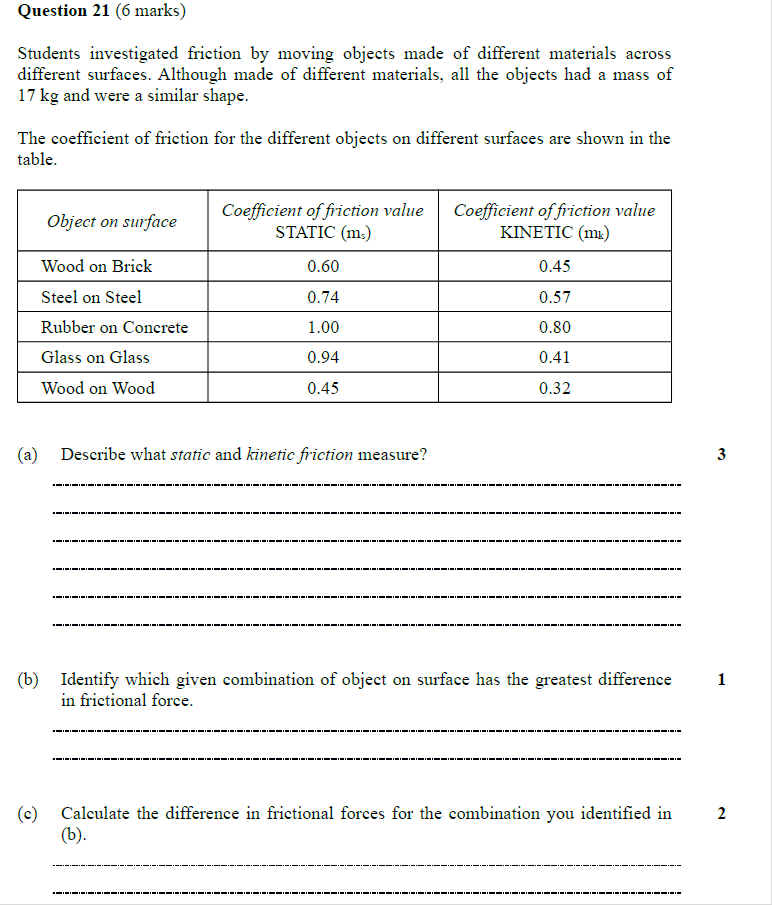 Question 21 (6 marks)
Students investigated friction by moving objects made of different materials across
different surfaces. Although made of different materials, all the objects had a mass of
17 kg and were a similar shape.
The coefficient of friction for the different objects on different surfaces are shown in the
table.
Object on surface
Coefficient of friction value
STATIC (ms)
Coefficient of friction value
KINETIC (mk)
Wood on Brick 0.60 0.45
Steel on Steel 0.74 0.57
Rubber on Concrete 1.00 0.80
Glass on Glass 0.94 0.41
Wood on Wood 0.45 0.32
(a) Describe what static and kinetic friction measure? 3
(b) Identify which given combination of object on surface has the greatest difference 1
in frictional force.
(c) Calculate the difference in frictional forces for the combination you identified in 2
(b).